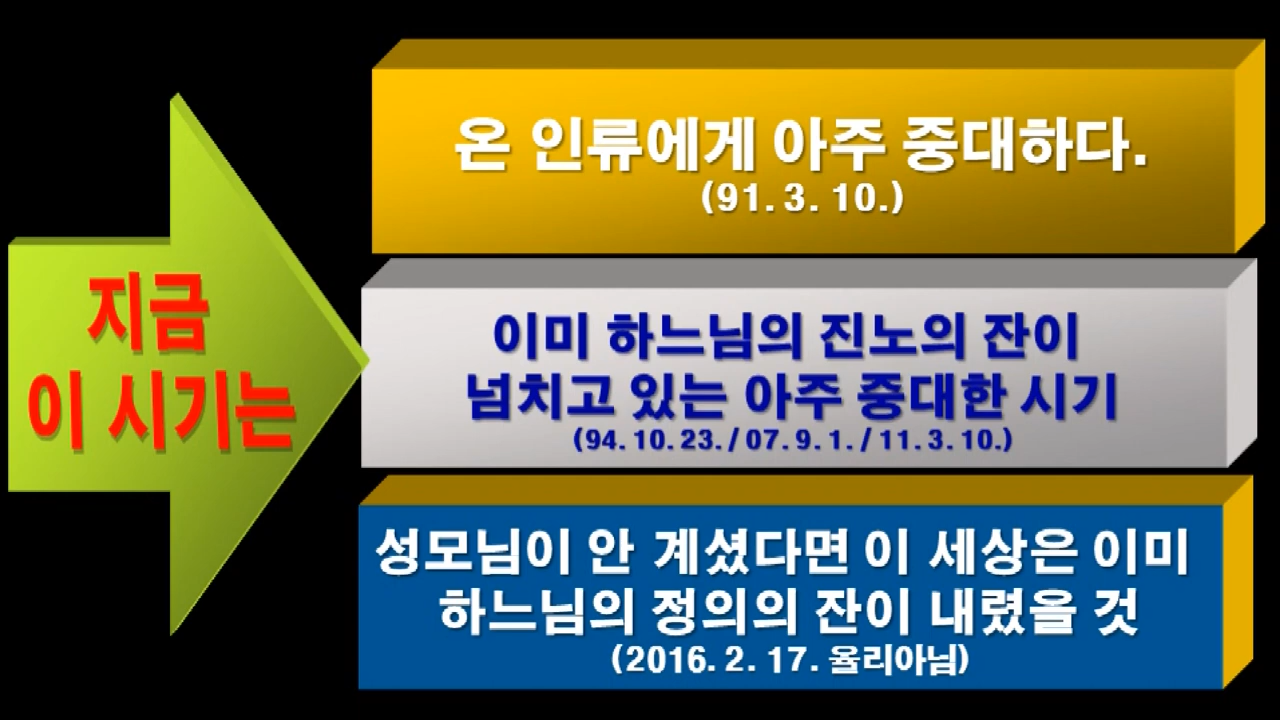 지금
이 시기는
온 인류에게 아주 중대하다.
(91. 3. 10.)
이미 하느님의 진노의 잔이
넘치고 있는 아주 중대한 시기
(94. 10. 23. / 07. 9. 1. / 11. 3. 10.)
성모님이 안 계셨다면 이 세상은 이미
하느님의 정의의 잔이 내렸을 것
(2016. 2. 17. 율리아님)